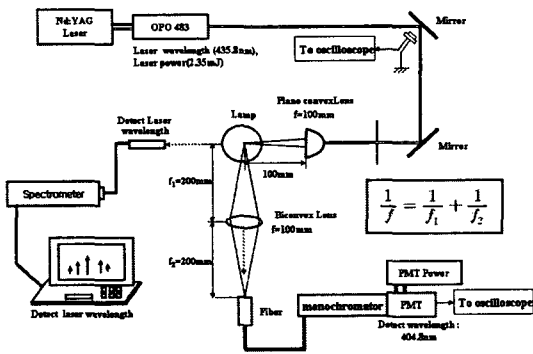 Nd:YAG
Laser
OPO 483
Laser wavelength (435.8nm),
Laser power(2.35mJ)
Mirror
To oscilloscope
Mirror
Plano convexLens
f=100mm
Lamp
Detect Laser
wavelength
100mm
f₁=200mm
Spectrometer
Biconvex Lens
f=100mm
1/f = 1/f₁ + 1/f₂
f₂=200mm
Detect laser wavelength
Fiber
monochromator
PMT Power
PMT
To oscilloscope
Detect wavelength :
404.8nm